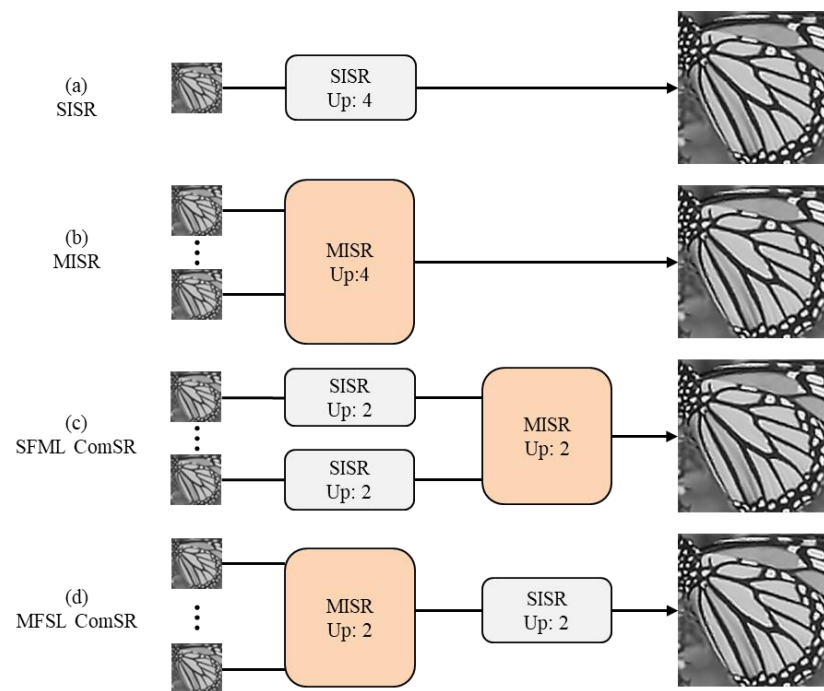 (a)
SISR
SISR
Up: 4
(b)
MISR
MISR
Up:4
(c)
SFML ComSR
SISR
Up: 2
SISR
Up: 2
MISR
Up: 2
(d)
MFSL ComSR
MISR
Up: 2
SISR
Up: 2